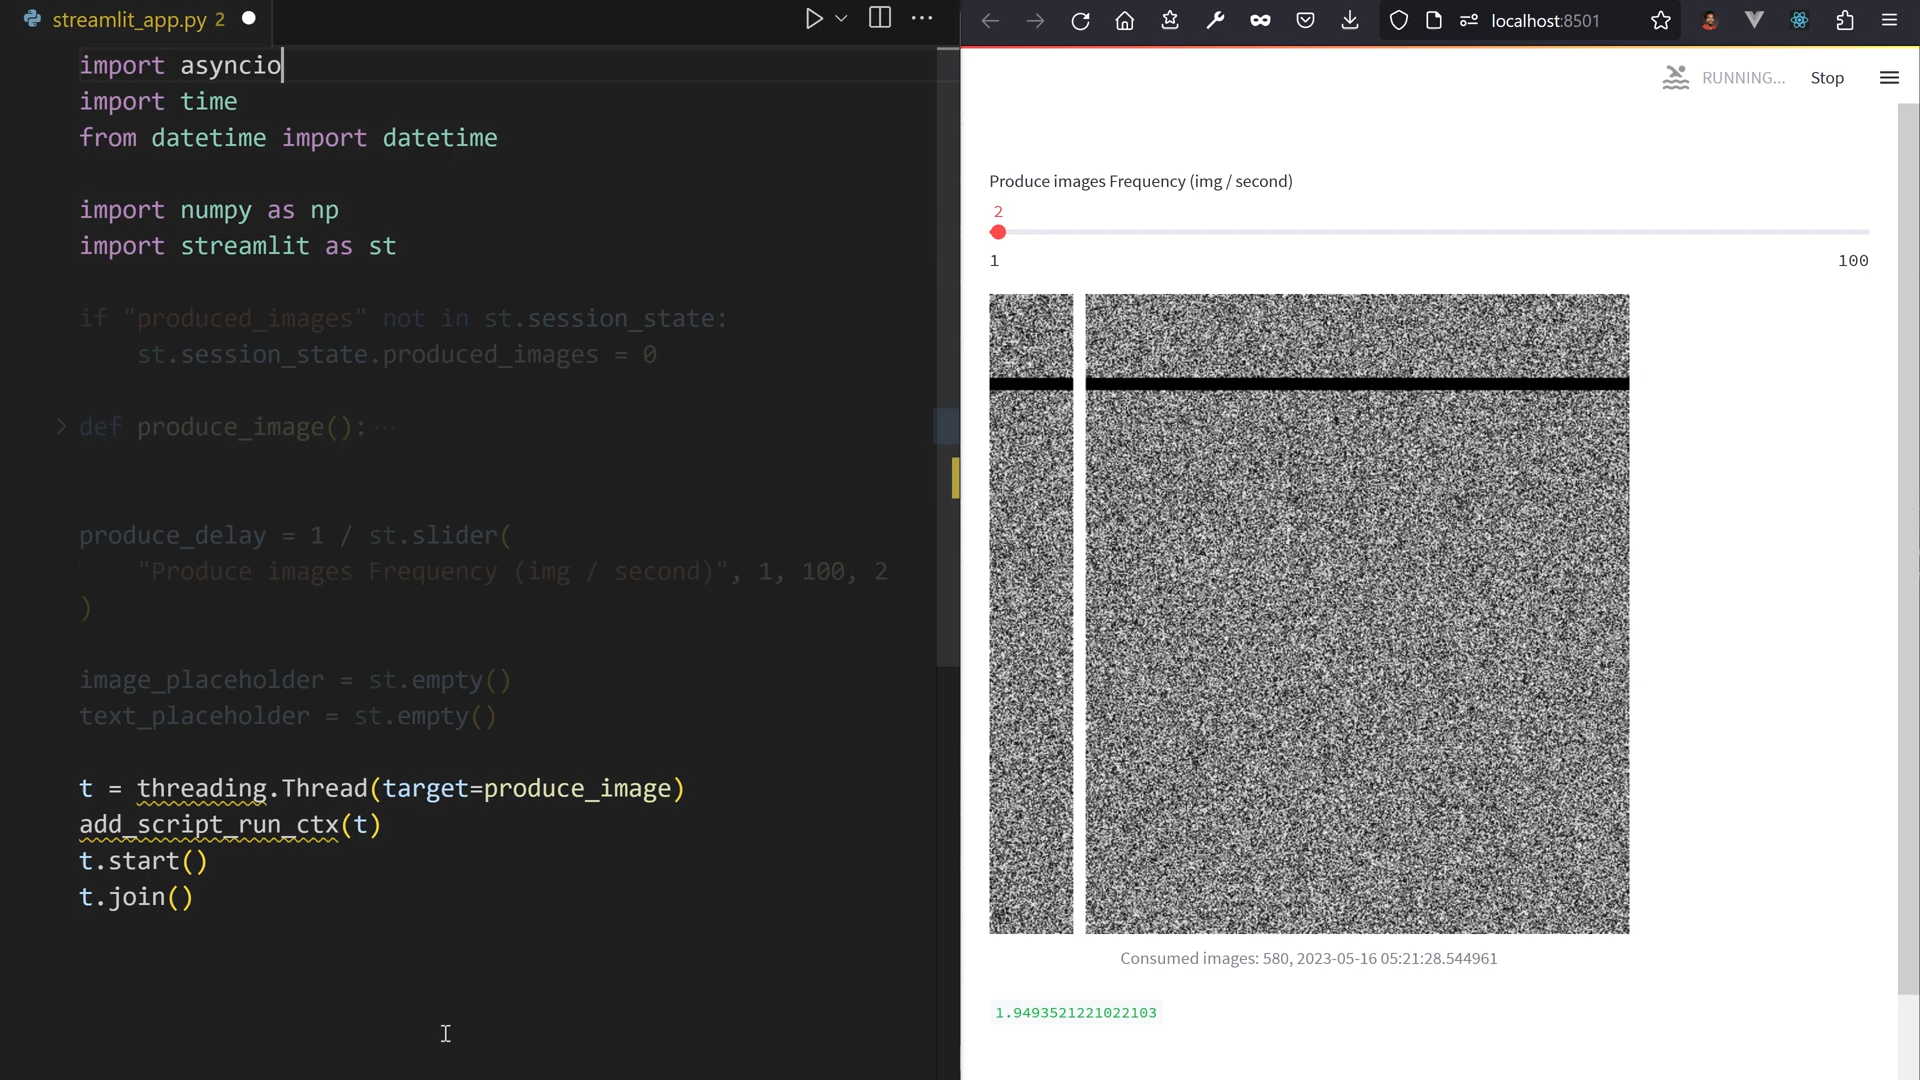 streamlit_app.py 2
import asyncio
import time
from datetime import datetime
import numpy as np
import streamlit as st
if "produced_images" not in st.session_state:
st.session_state.produced_images = 0
def produce_image():
produce_delay = 1 / st.slider(
"Produce images Frequency (img / second)", 1, 100, 2
)
image_placeholder = st.empty()
text_placeholder = st.empty()
t = threading.Thread(target=produce_image)
add_script_run_ctx(t)
t.start()
t.join()
localhost:8501
RUNNING... Stop
Produce images Frequency (img / second)
2
1 100
Consumed images: 580, 2023-05-16 05:21:28.544961
1.9493521221022103